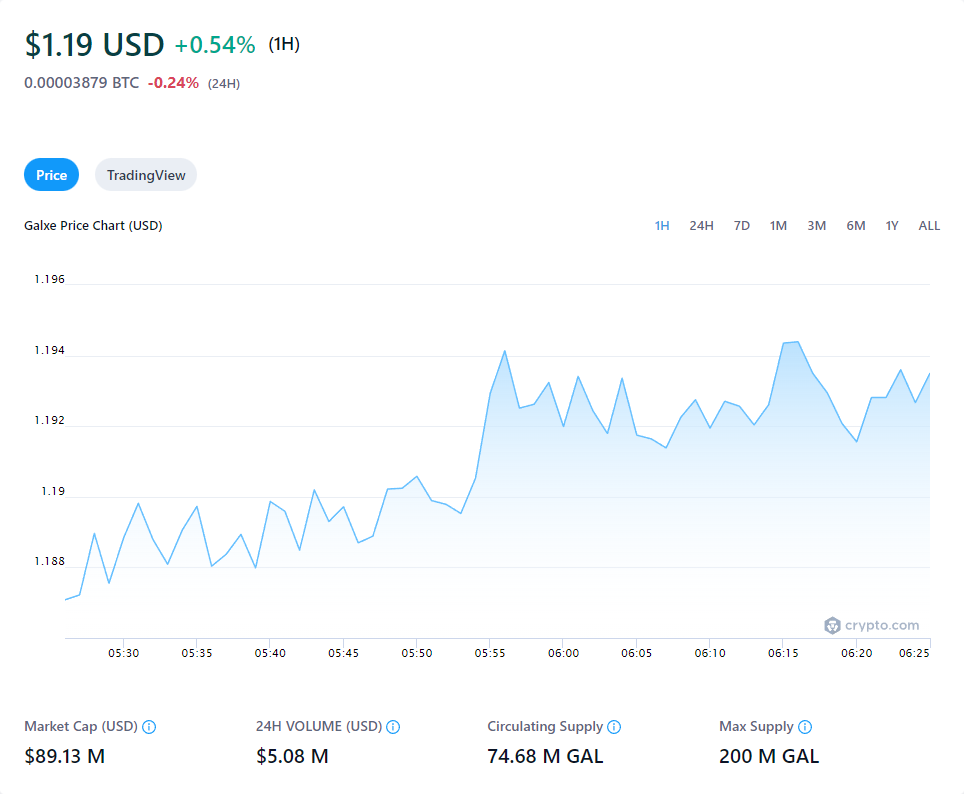 $1.19 USD +0.54% (1H)
0.00003879 BTC -0.24% (24H)
Price TradingView
Galxe Price Chart (USD) 1H 24H 7D 1M 3M 6M 1Y ALL
1.196
1.194
1.192
1.19
1.188
crypto.com
05:30 05:35 05:40 05:45 05:50 05:55 06:00 06:05 06:10 06:15 06:20 06:25
Market Cap (USD) 24H VOLUME (USD) Circulating Supply Max Supply
$89.13 M $5.08 M 74.68 M GAL 200 M GAL